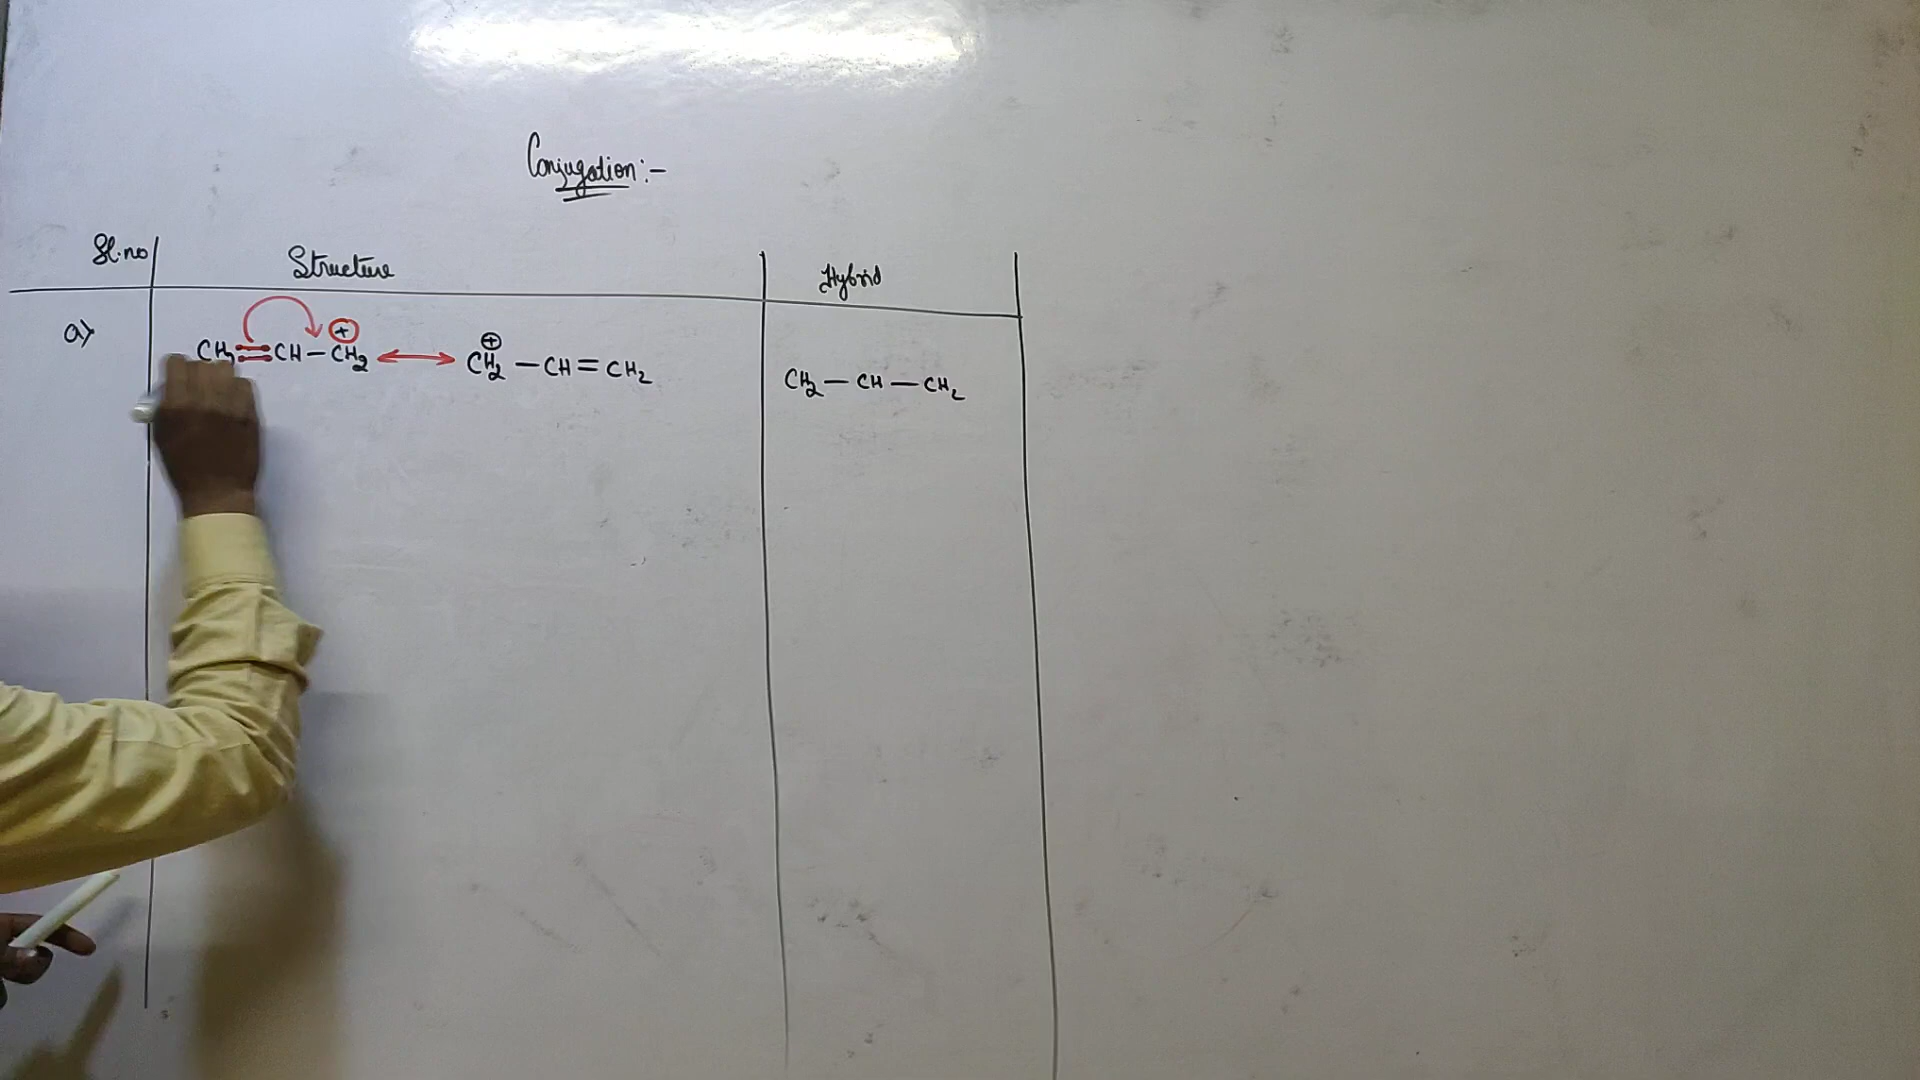 Conjugation:-
Sl.no Structure Hybrid
a) CH₂=CH–CH₂⊕ ↔ ⊕CH₂–CH=CH₂ CH₂–CH–CH₂